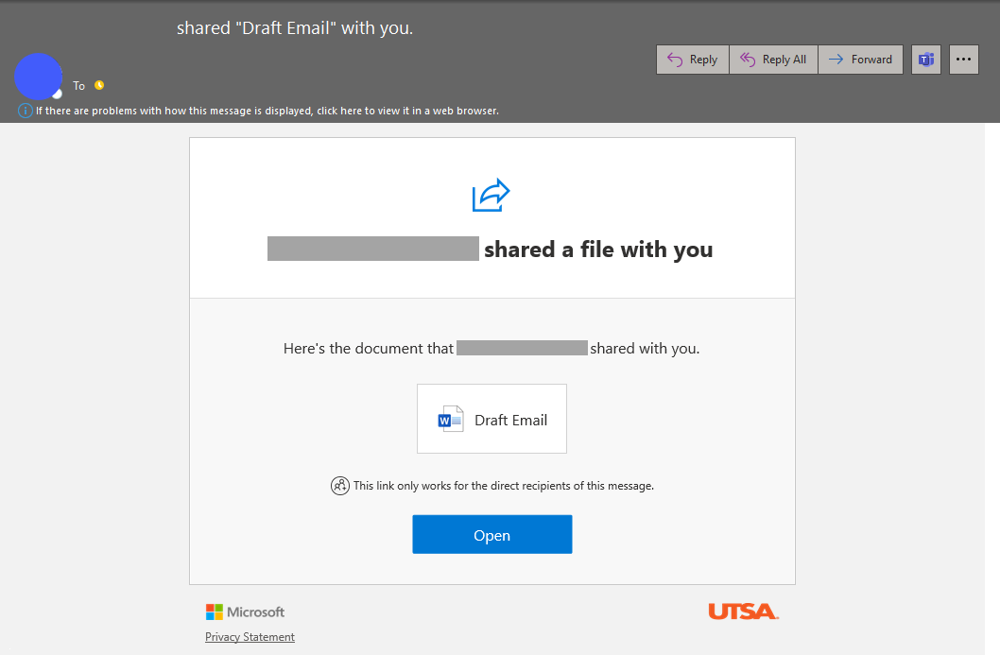 shared "Draft Email" with you.
Reply
Reply All
Forward
To
If there are problems with how this message is displayed, click here to view it in a web browser.
shared a file with you
Here's the document that shared with you.
W Draft Email
This link only works for the direct recipients of this message.
Open
Microsoft
UTSA
Privacy Statement